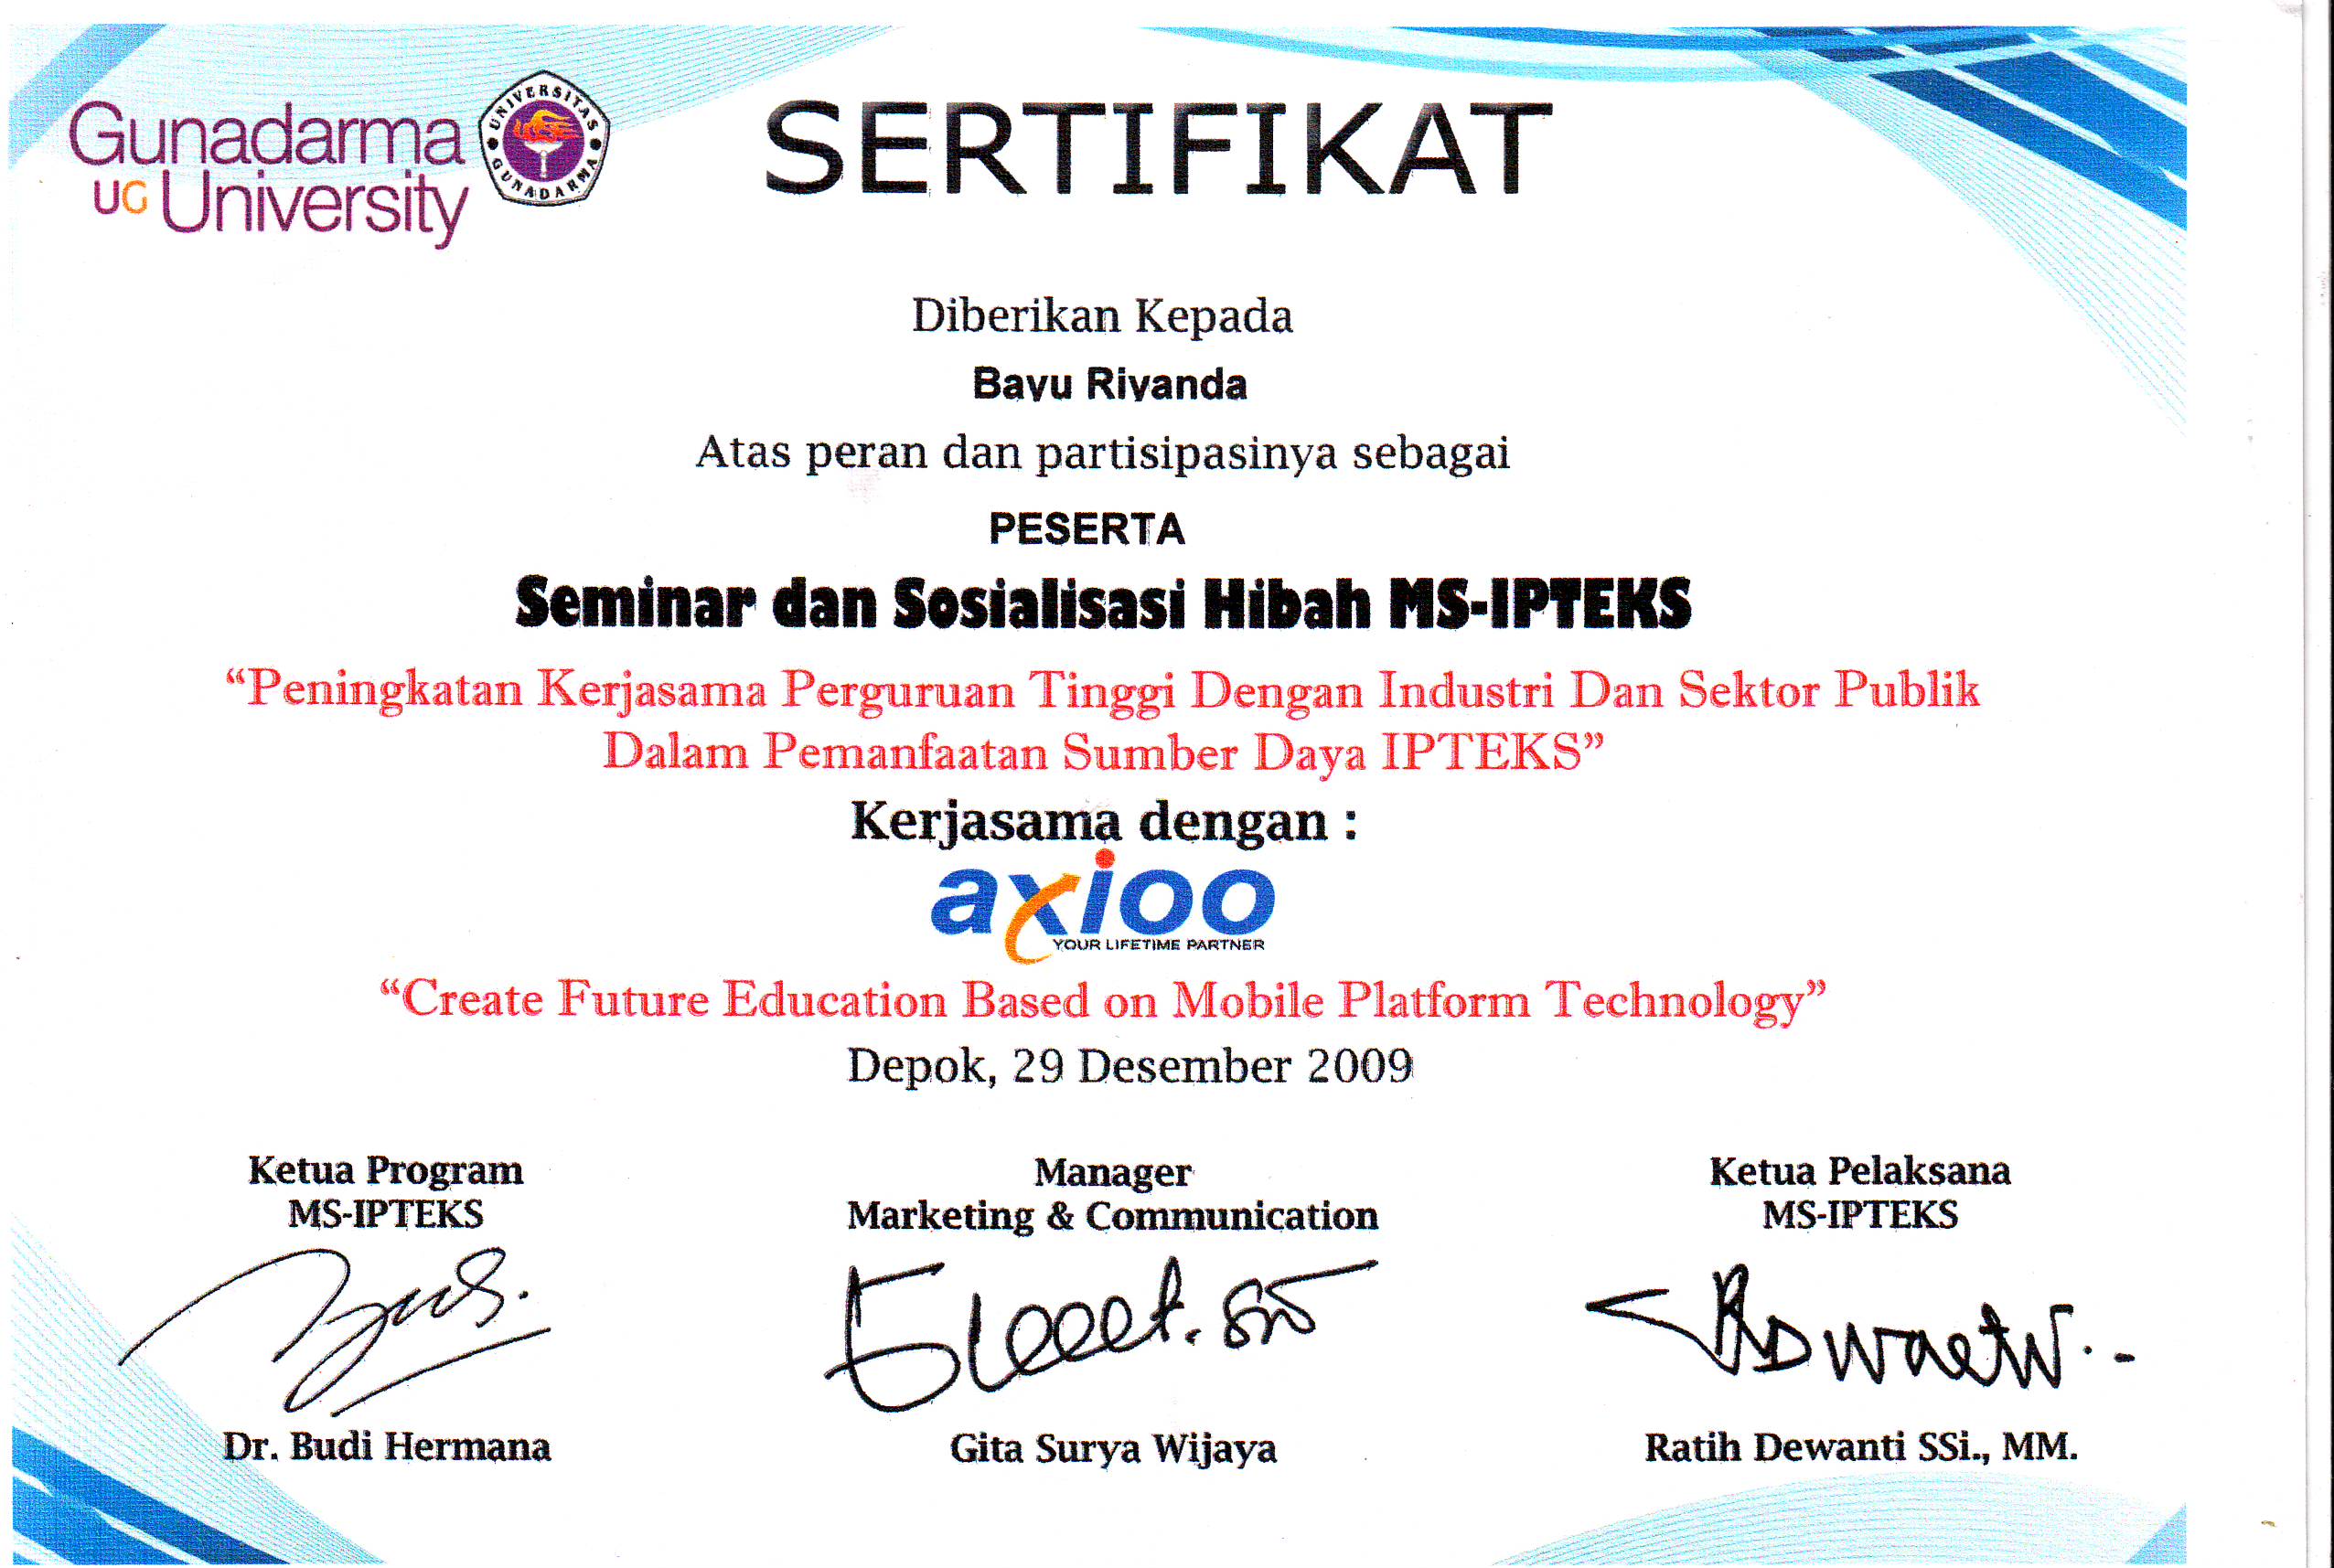 Gunadarma
UG University
UNIVERSITAS GUNADARMA
SERTIFIKAT
Diberikan Kepada
Bayu Riyanda
Atas peran dan partisipasinya sebagai
PESERTA
Seminar dan Sosialisasi Hibah MS-IPTEKS
“Peningkatan Kerjasama Perguruan Tinggi Dengan Industri Dan Sektor Publik
Dalam Pemanfaatan Sumber Daya IPTEKS”
Kerjasama dengan :
axioo
YOUR LIFETIME PARTNER
“Create Future Education Based on Mobile Platform Technology”
Depok, 29 Desember 2009
Ketua Program
MS-IPTEKS
Dr. Budi Hermana
Manager
Marketing & Communication
Gita Surya Wijaya
Ketua Pelaksana
MS-IPTEKS
Ratih Dewanti SSi., MM.